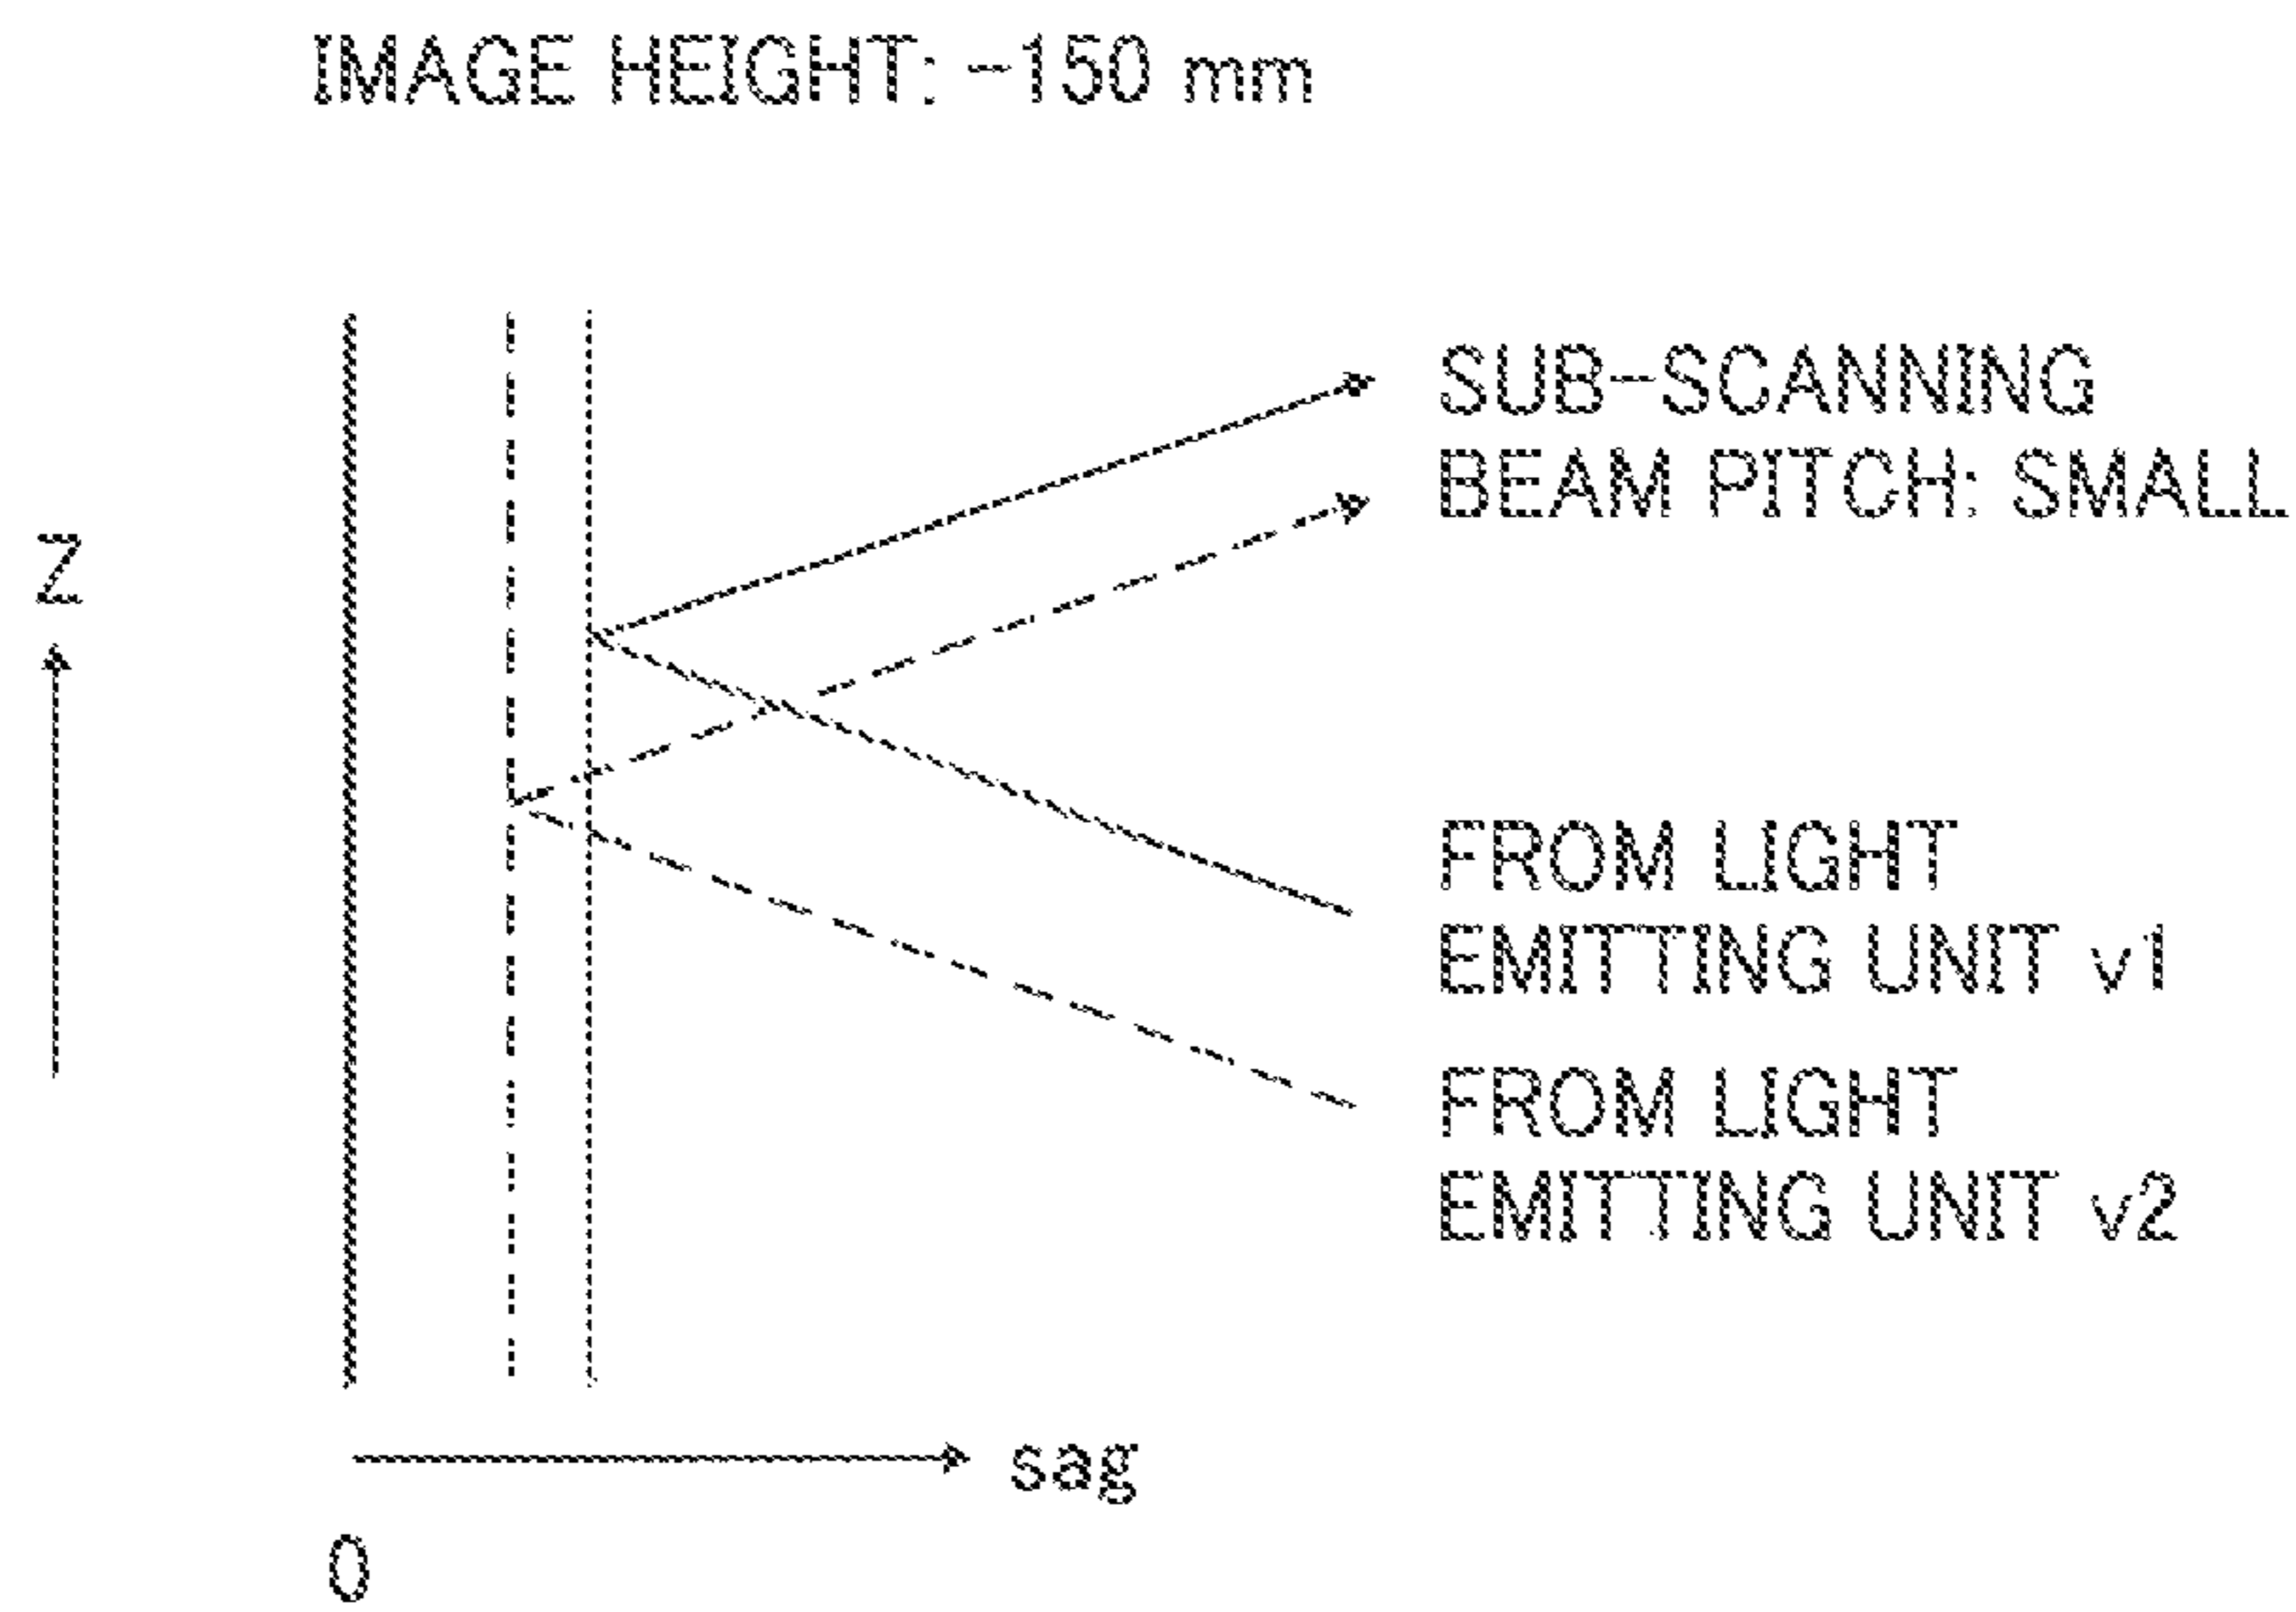 IMAGE HEIGHT: -150 mm
SUB-SCANNING
BEAM PITCH: SMALL
Z
FROM LIGHT
EMITTING UNIT v1
FROM LIGHT
EMITTING UNIT v2
sag
0